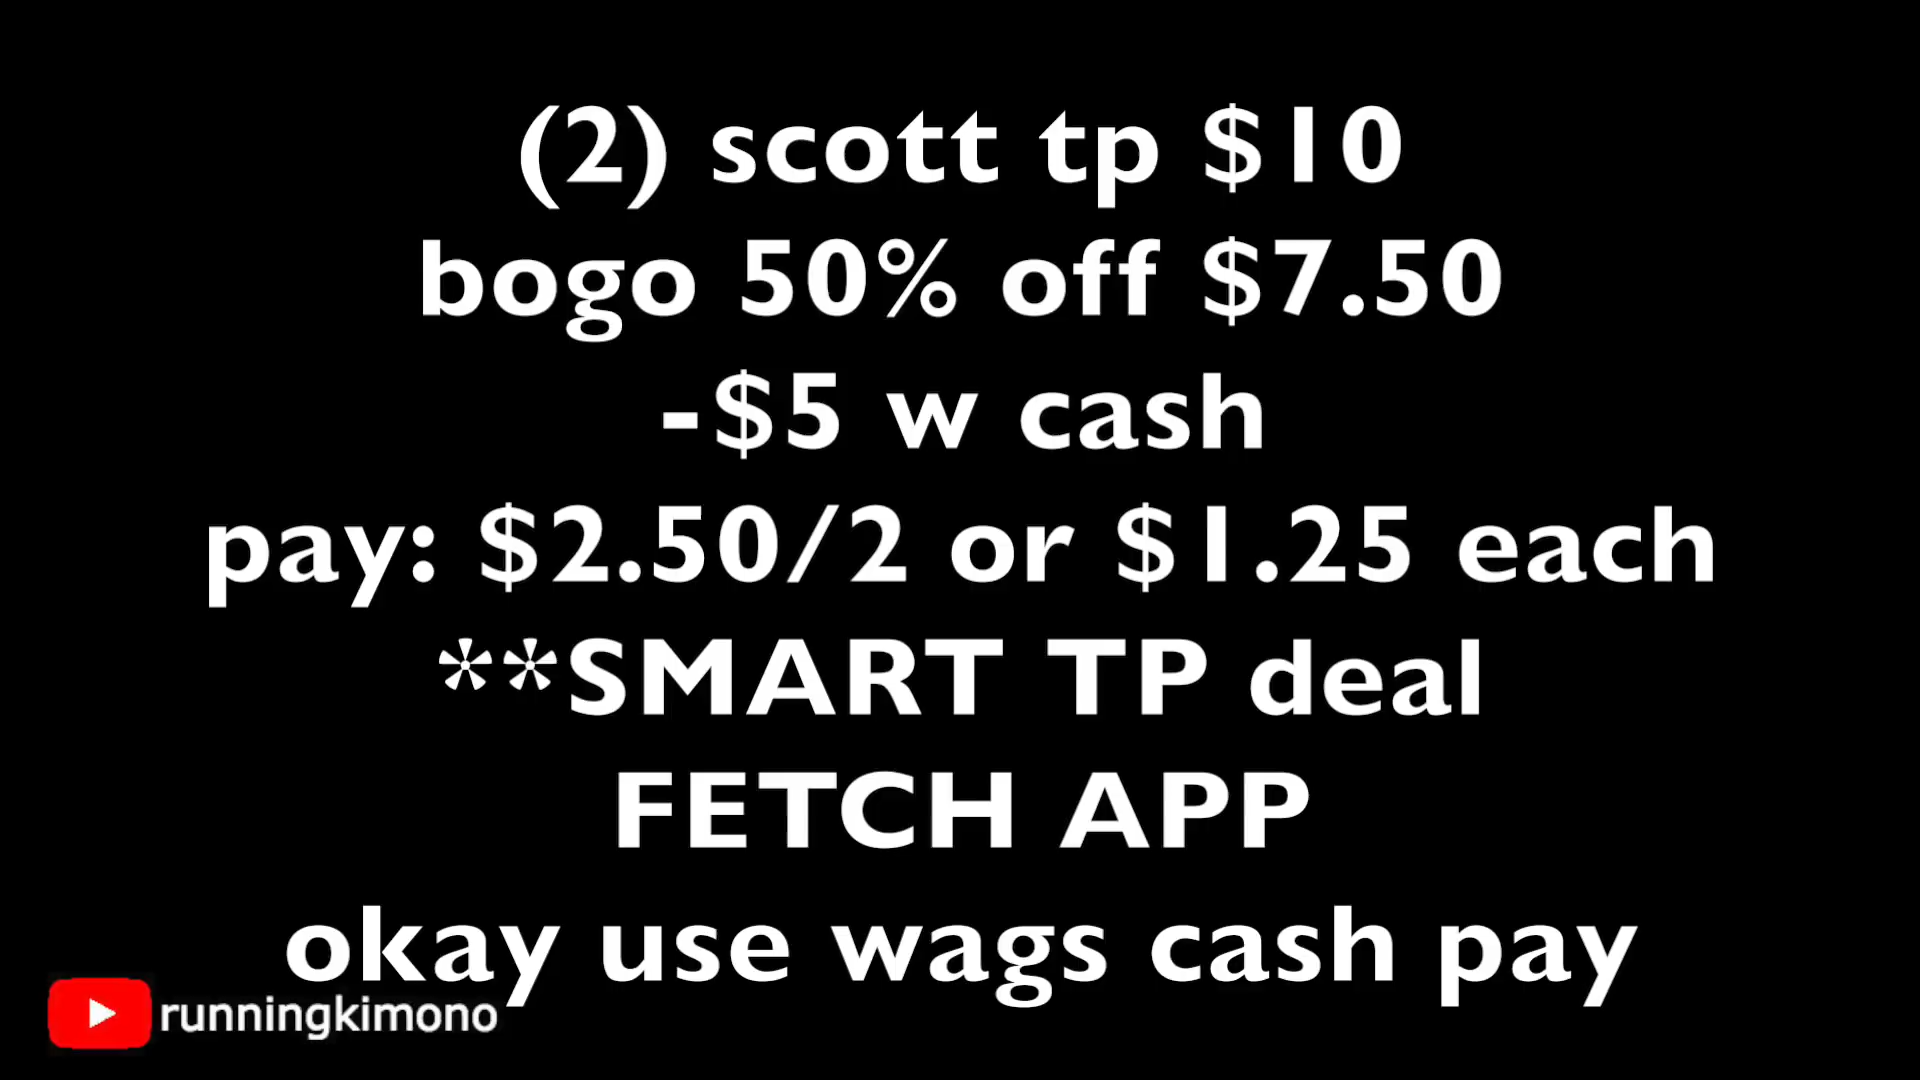 (2) scott tp $10
bogo 50% off $7.50
-$5 w cash
pay: $2.50/2 or $1.25 each
**SMART TP deal
FETCH APP
okay use wags cash pay
runningkimono